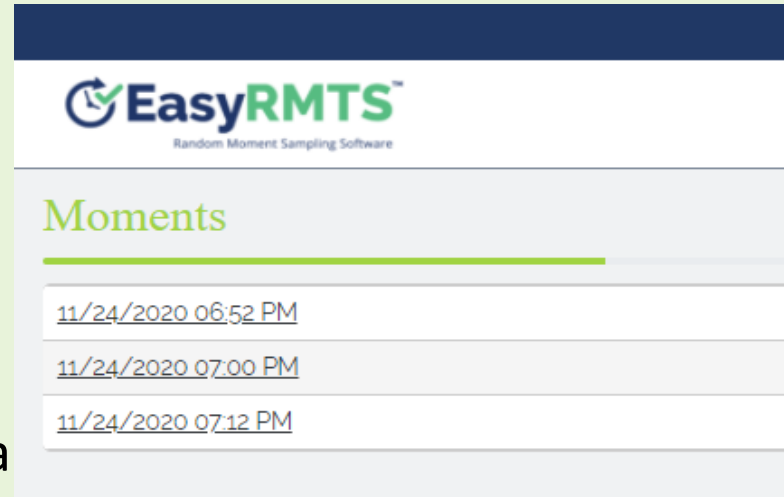 EasyRMTS™
Random Moment Sampling Software
Moments
11/24/2020 06:52 PM
11/24/2020 07:00 PM
11/24/2020 07:12 PM
a